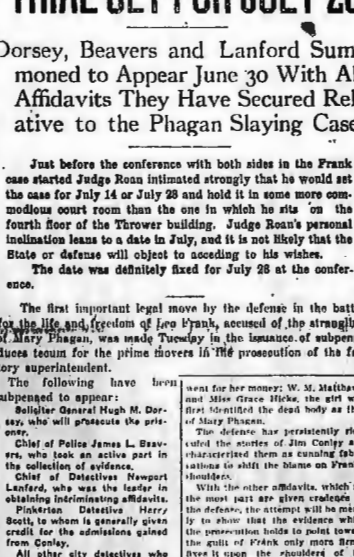 TRIAL SET FOR JULY 28
Dorsey, Beavers and Lanford Sum
moned to Appear June 30 With Al
Affidavits They Have Secured Rel
ative to the Phagan Slaying Case
Just before the conference with both sides in the Frank
case started Judge Roan intimated strongly that he would set
the case for July 14 or July 28 and hold it in some more com-
modious court room than the one in which he sits on the
fourth floor of the Thrower building. Judge Roan's personal
inclination leans to a date in July, and it is not likely that the
State or defense will object to acceding to his wishes.
The date was definitely fixed for July 28 at the confer-
ence.
The first important legal move by the defense in the batt
for the life and freedom of Leo Frank, accused of the strangli
of Mary Phagan, was made Tuesday in the issuance of subpen
duces tecum for the prime movers in the prosecution of the f
tory superintendent.
The following have been
subpenaed to appear:
Solicitor General Hugh M. Dor-
sey, who will prosecute the pris-
oner.
Chief of Police James L. Beav-
ers, who took an active part in
the collection of evidence.
Chief of Detectives Newport
Lanford, who was the leader in
obtaining incriminating affidavits.
Pinkerton Detective Harry
Scott, to whom is generally given
credit for the admissions gained
from Conley.
All other city detectives who
went for her money; W. M. Matthew
and Miss Grace Hicks, the girl w
first identified the dead body as th
of Mary Phagan.
The defense has persistently ri
culed the stories of Jim Conley a
characterized them as cunning fab
cations to shift the blame on Fran
shoulders.
With the other affidavits, which
the most part are given credence
the defense, the attempt will be mer
ly to show that the evidence whi
the prosecution holds to point tow
the guilt of Frank only more fir
fixes it upon the shoulders of